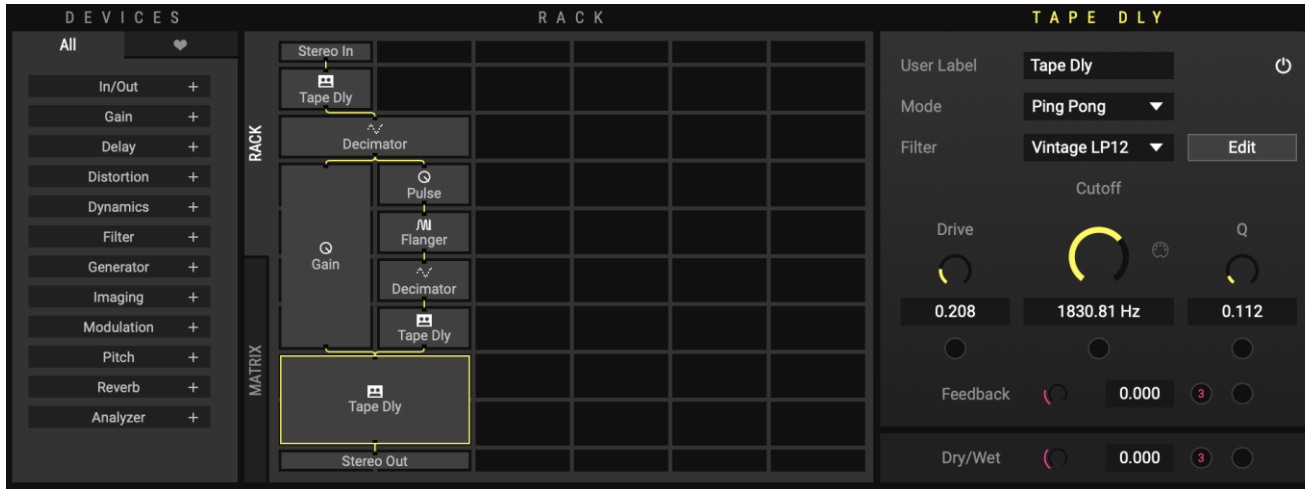 DEVICES
RACK
TAPE DLY
All
In/Out +
Gain +
Delay +
Distortion +
Dynamics +
Filter +
Generator +
Imaging +
Modulation +
Pitch +
Reverb +
Analyzer +
RACK
MATRIX
Stereo In
Tape Dly
Decimator
Gain
Pulse
Flanger
Decimator
Tape Dly
Tape Dly
Stereo Out
User Label Tape Dly
Mode Ping Pong
Filter Vintage LP12 Edit
Cutoff
Drive Q
0.208 1830.81 Hz 0.112
Feedback 0.000 3
Dry/Wet 0.000 3